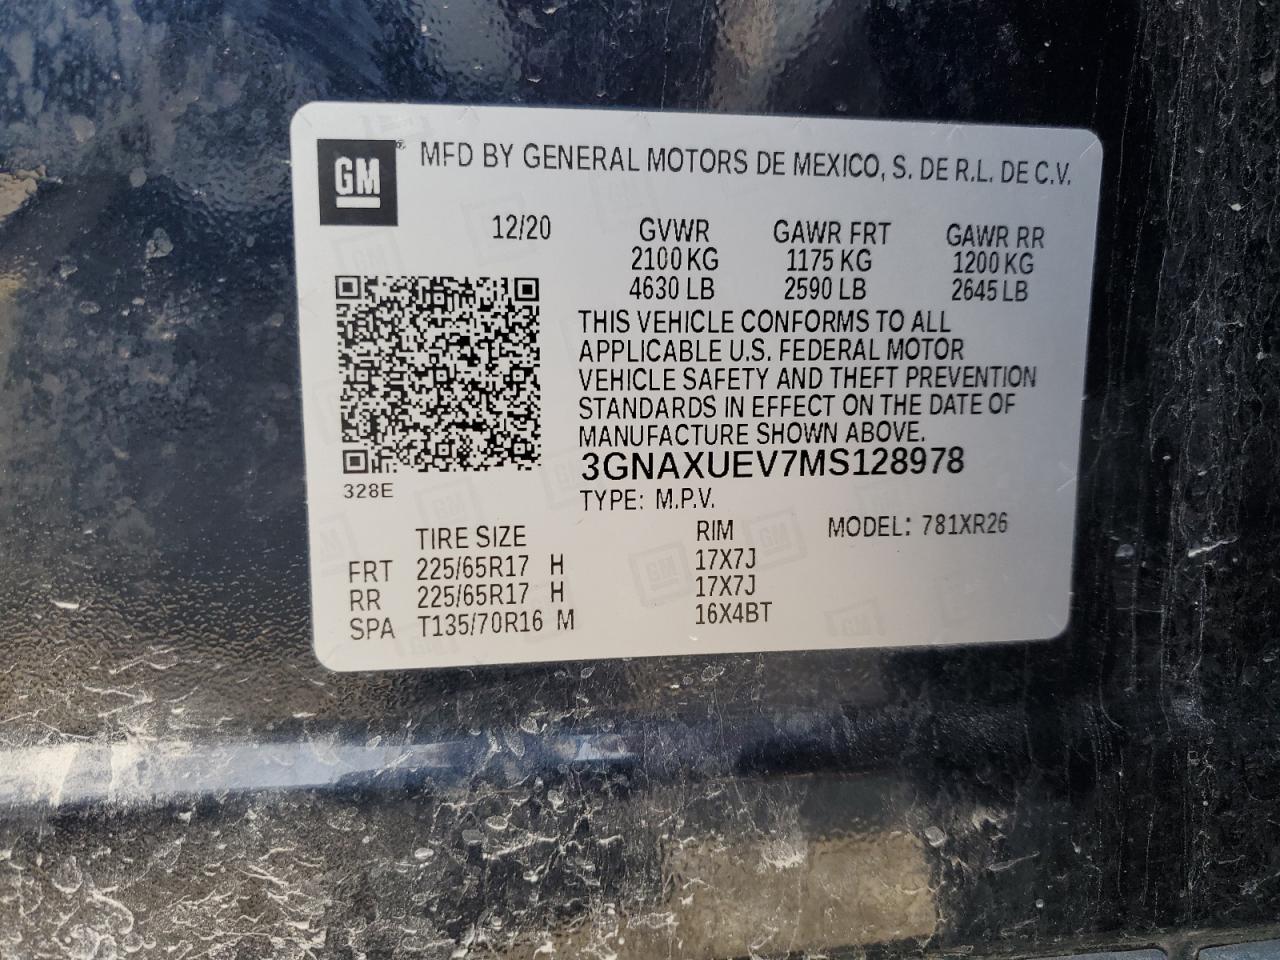 GM® MFD BY GENERAL MOTORS DE MEXICO, S. DE R.L. DE C.V.
12/20 GVWR GAWR FRT GAWR RR
2100 KG 1175 KG 1200 KG
4630 LB 2590 LB 2645 LB
THIS VEHICLE CONFORMS TO ALL
APPLICABLE U.S. FEDERAL MOTOR
VEHICLE SAFETY AND THEFT PREVENTION
STANDARDS IN EFFECT ON THE DATE OF
MANUFACTURE SHOWN ABOVE.
3GNAXUEV7MS128978
328E
TYPE: M.P.V.
TIRE SIZE RIM MODEL: 781XR26
FRT 225/65R17 H 17X7J
RR 225/65R17 H 17X7J
SPA T135/70R16 M 16X4BT